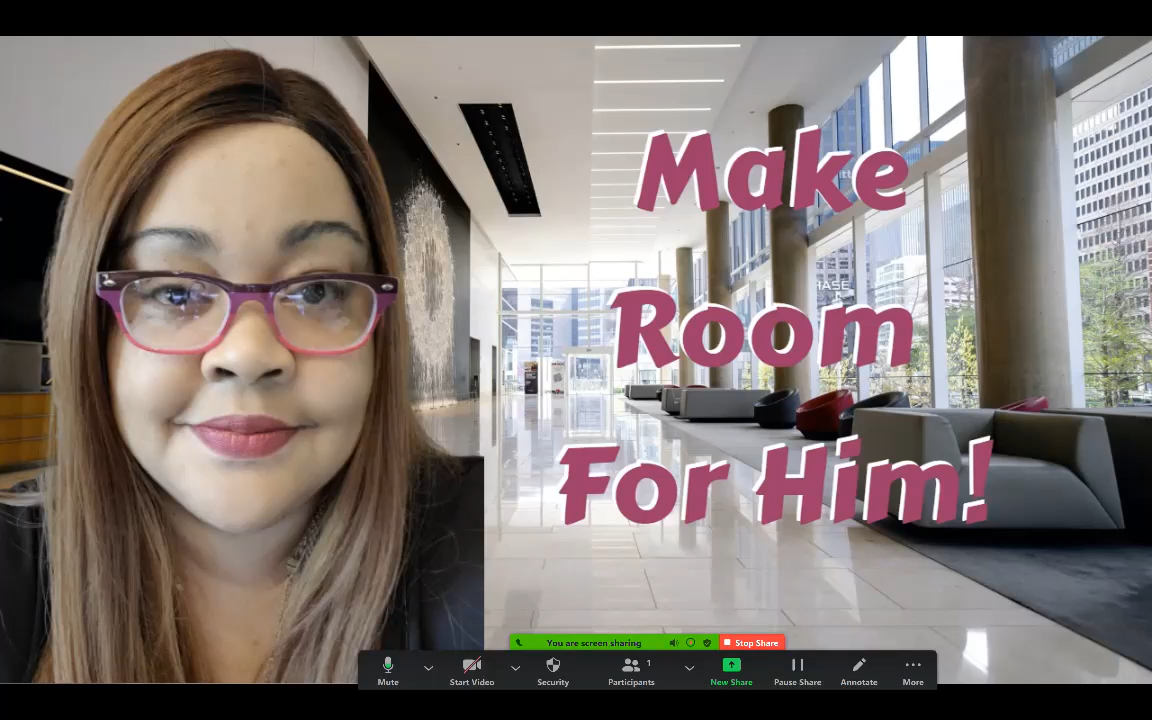 Make
Room
For Him!
HASE
You are screen sharing
Stop Share
1
Mute
Start Video
Security
Participants
New Share
Pause Share
Annotate
More